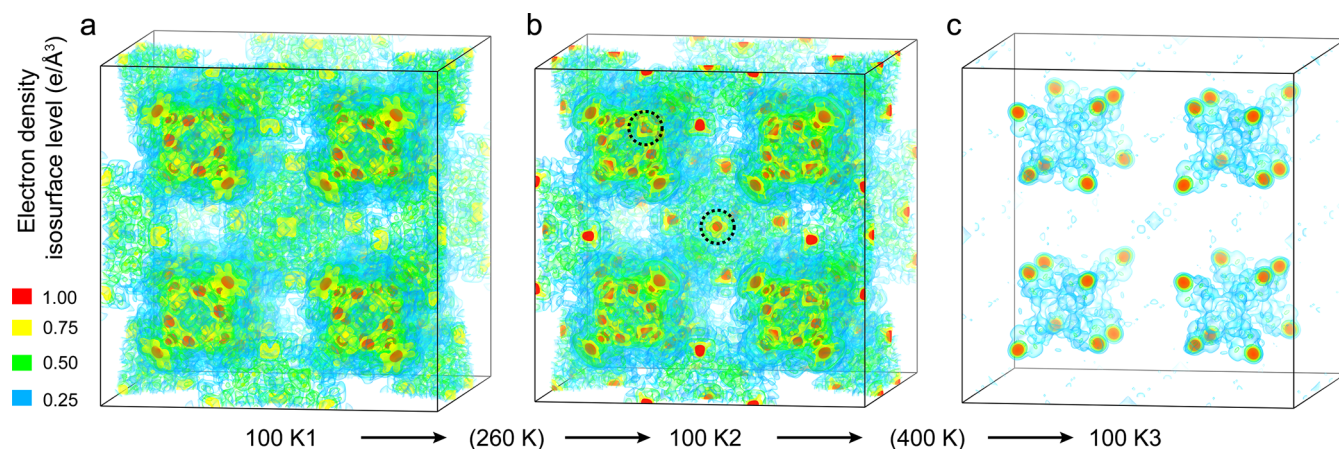 a
b
c
Electron density
isosurface level (e/Å³)
1.00
0.75
0.50
0.25
100 K1 (260 K) 100 K2 (400 K) 100 K3